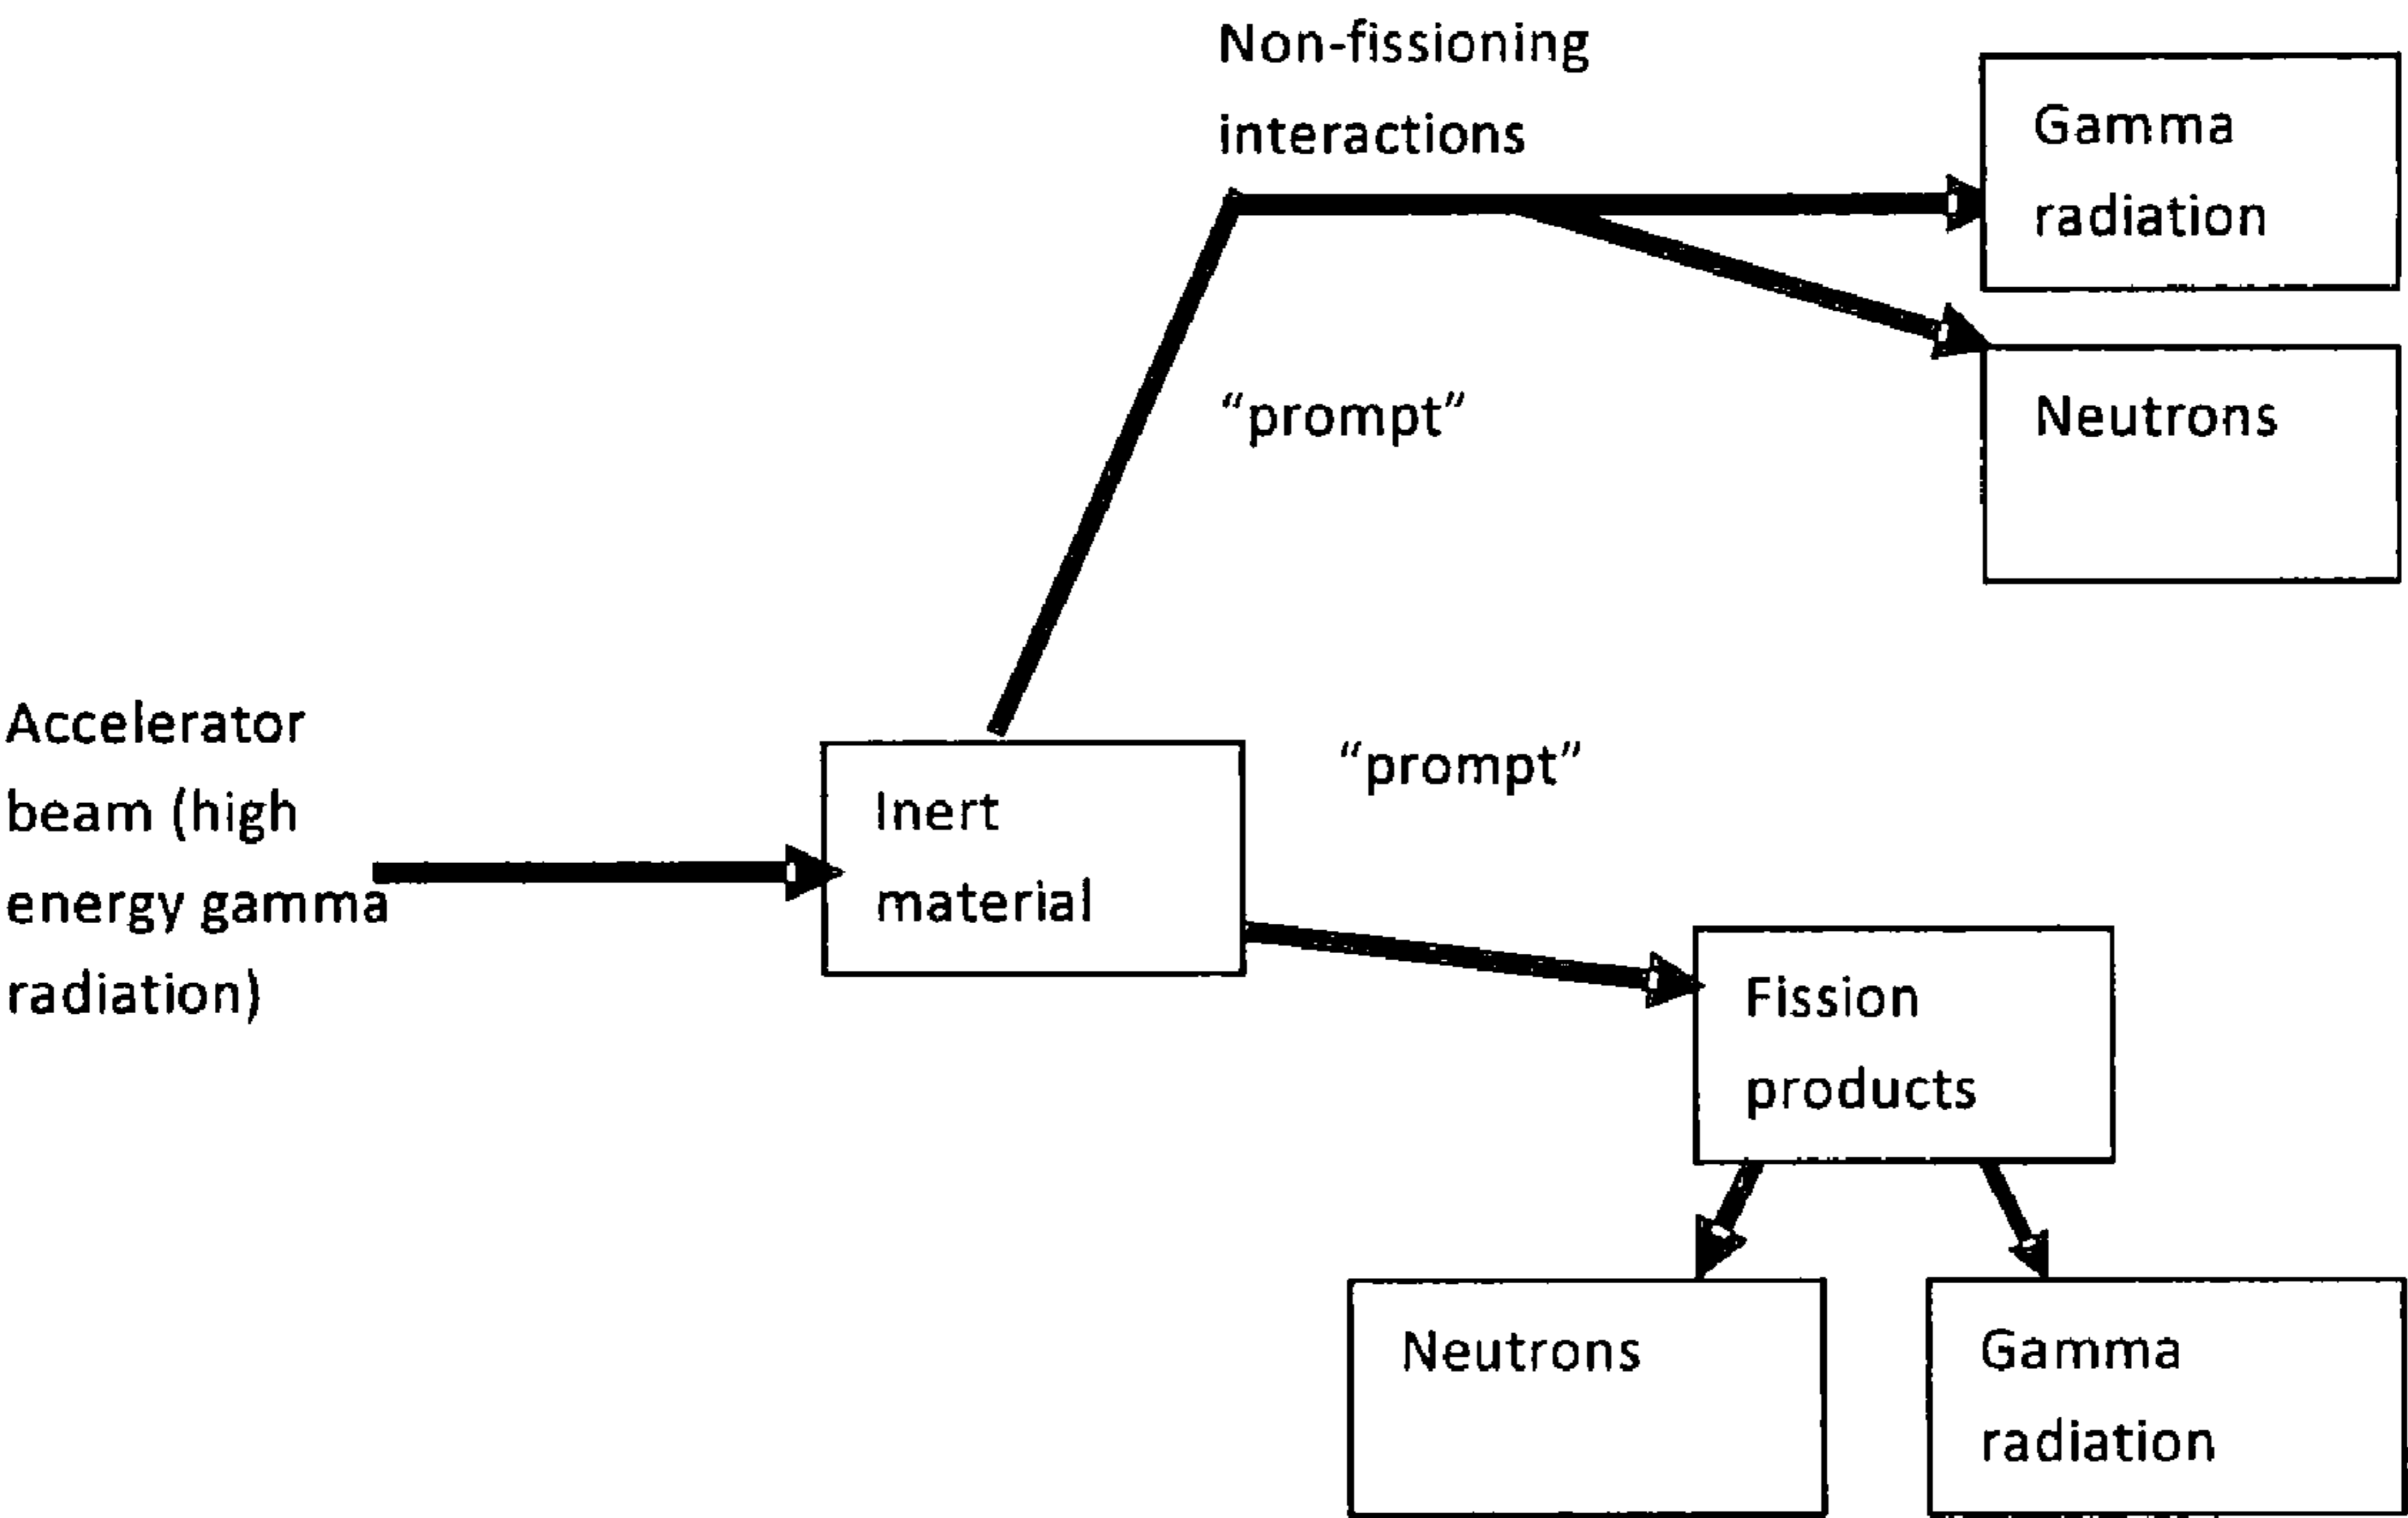 Non-fissioning
interactions
Gamma
radiation
“prompt”
Neutrons
Accelerator
beam (high
energy gamma
radiation)
Inert
material
“prompt”
Fission
products
Neutrons
Gamma
radiation